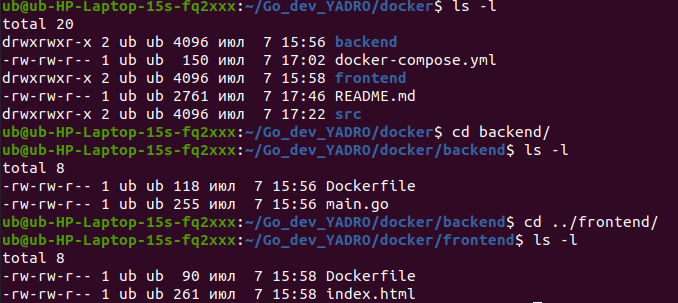 ub@ub-HP-Laptop-15s-fq2xxx:~/Go_dev_YADRO/docker$ ls -l
total 20
drwxrwxr-x 2 ub ub 4096 июл  7 15:56 backend
-rw-rw-r-- 1 ub ub  150 июл  7 17:02 docker-compose.yml
drwxrwxr-x 2 ub ub 4096 июл  7 15:58 frontend
-rw-rw-r-- 1 ub ub 2761 июл  7 17:46 README.md
drwxrwxr-x 2 ub ub 4096 июл  7 17:22 src
ub@ub-HP-Laptop-15s-fq2xxx:~/Go_dev_YADRO/docker$ cd backend/
ub@ub-HP-Laptop-15s-fq2xxx:~/Go_dev_YADRO/docker/backend$ ls -l
total 8
-rw-rw-r-- 1 ub ub 118 июл  7 15:56 Dockerfile
-rw-rw-r-- 1 ub ub 255 июл  7 15:56 main.go
ub@ub-HP-Laptop-15s-fq2xxx:~/Go_dev_YADRO/docker/backend$ cd ../frontend/
ub@ub-HP-Laptop-15s-fq2xxx:~/Go_dev_YADRO/docker/frontend$ ls -l
total 8
-rw-rw-r-- 1 ub ub  90 июл  7 15:58 Dockerfile
-rw-rw-r-- 1 ub ub 261 июл  7 15:58 index.html